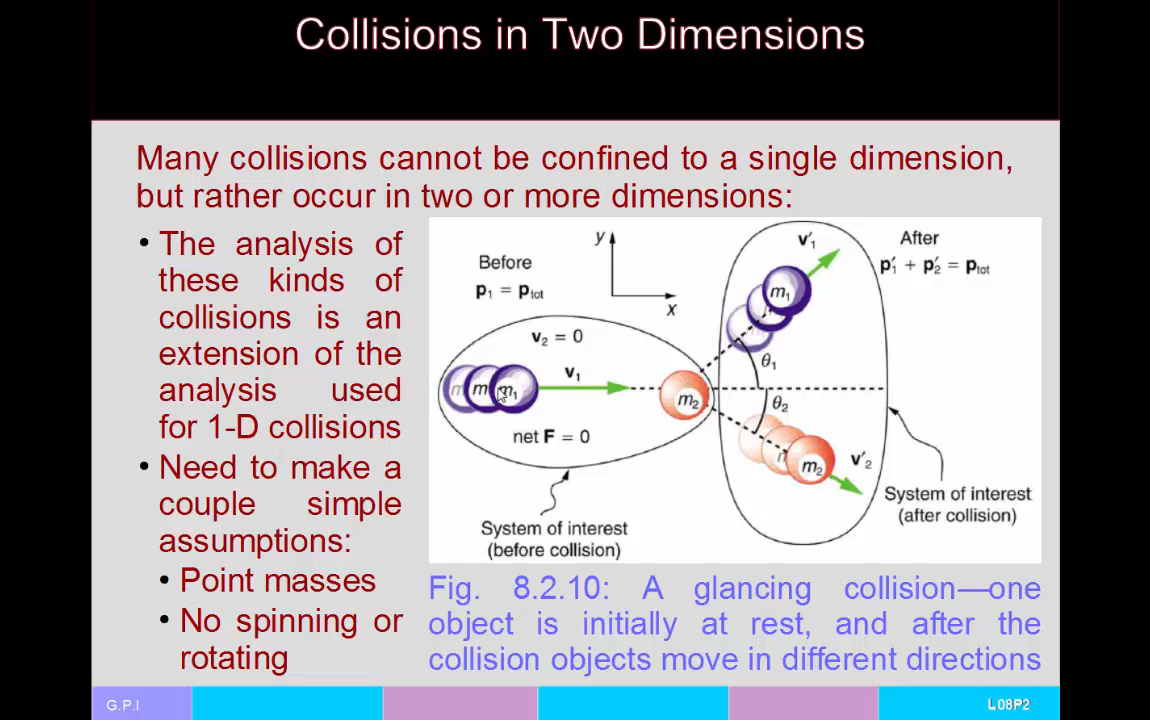 Collisions in Two Dimensions
Many collisions cannot be confined to a single dimension,
but rather occur in two or more dimensions:
• The analysis of
these kinds of
collisions is an
extension of the
analysis used
for 1-D collisions
• Need to make a
couple simple
assumptions:
• Point masses
• No spinning or
rotating
Before
p₁ = pₜₒₜ
y
x
v₂ = 0
v₁
m
m
m₁
m₂
net F = 0
System of interest
(before collision)
v′₁
After
p′₁ + p′₂ = pₜₒₜ
m₁
θ₁
θ₂
m₂
v′₂
System of interest
(after collision)
Fig. 8.2.10: A glancing collision—one
object is initially at rest, and after the
collision objects move in different directions
G.P.I
L08P2